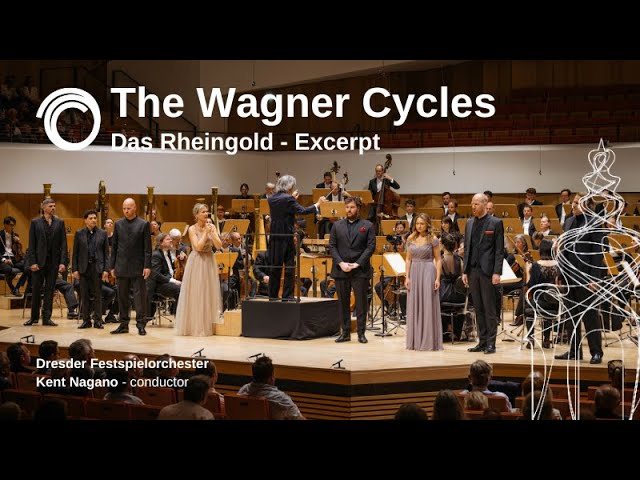 The Wagner Cycles
Das Rheingold - Excerpt
Dresder Festspielorchester
Kent Nagano - conductor